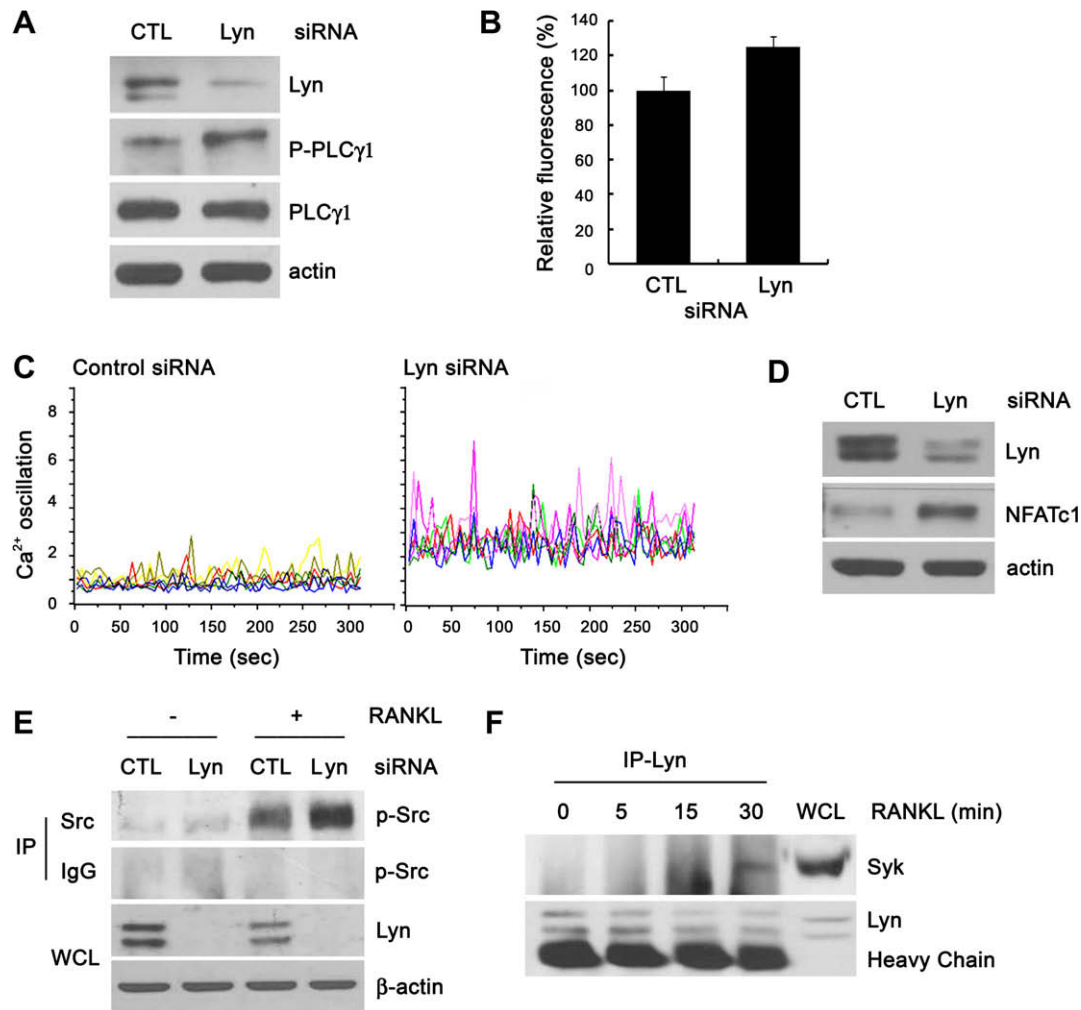 A
CTL Lyn siRNA
Lyn
P-PLCγ1
PLCγ1
actin
B
Relative fluorescence (%)
140
120
100
80
60
40
20
0
CTL Lyn
siRNA
C
Control siRNA
Lyn siRNA
Ca2+ oscillation
8
6
4
2
0
0 50 100 150 200 250 300
Time (sec)
0 50 100 150 200 250 300
Time (sec)
D
CTL Lyn siRNA
Lyn
NFATc1
actin
E
- + RANKL
CTL Lyn CTL Lyn siRNA
IP
Src p-Src
IgG p-Src
WCL
Lyn
β-actin
F
IP-Lyn
0 5 15 30 WCL RANKL (min)
Syk
Lyn
Heavy Chain